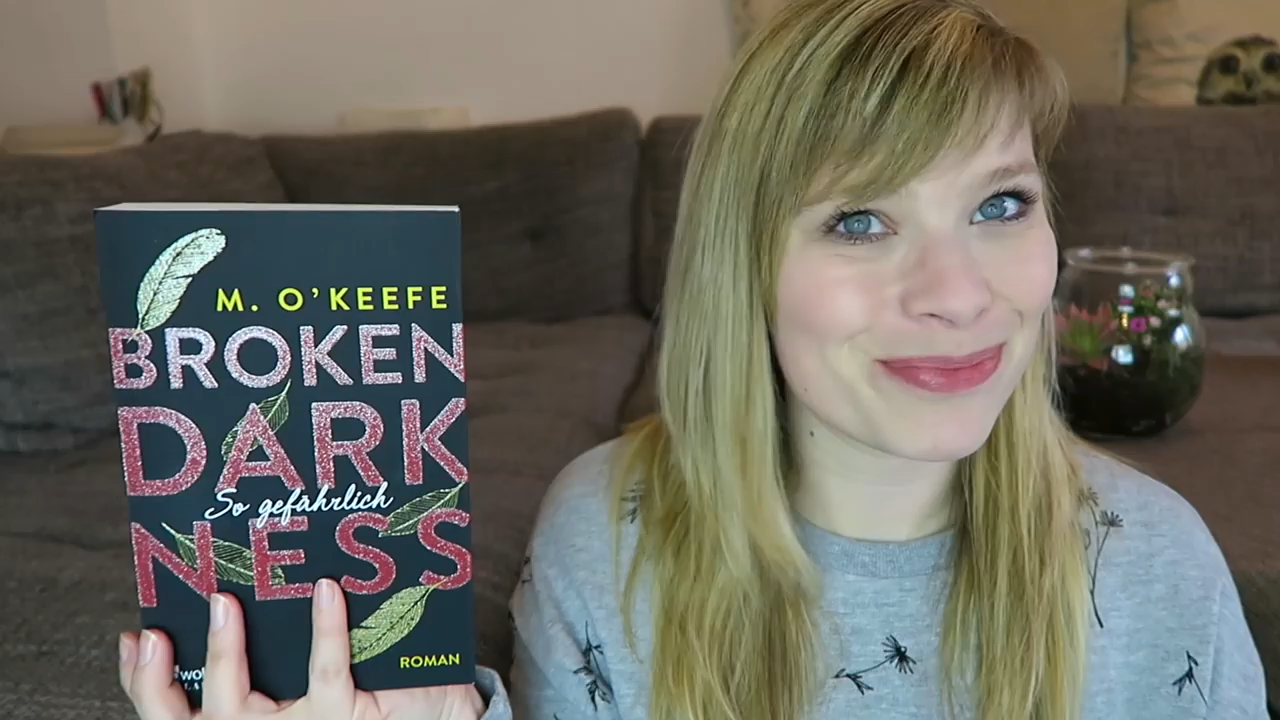 M. O'KEEFE
BROKEN
DARK
So gefährlich
NESS
ROMAN